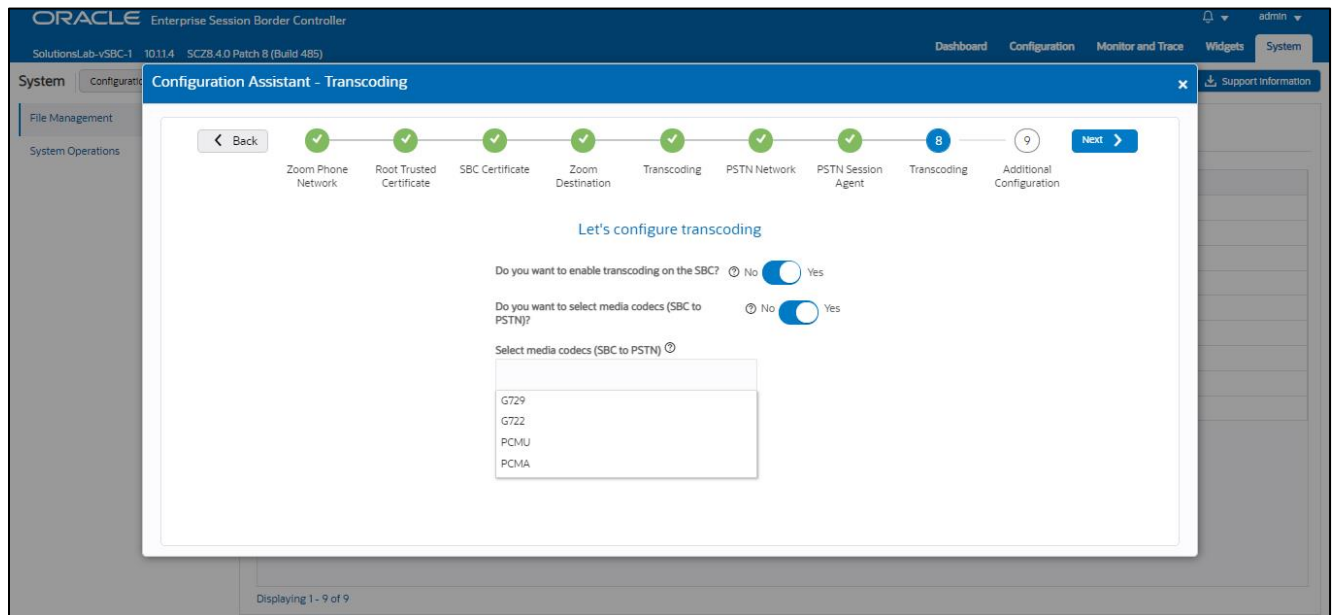 ORACLE Enterprise Session Border Controller
admin
SolutionsLab-vSBC-1 10.1.1.4 SCZ8.4.0 Patch 8 (Build 485)
Dashboard Configuration Monitor and Trace Widgets System
System Configuratio
Configuration Assistant - Transcoding
×
Support Information
File Management
System Operations
Back
8
9
Next
Zoom Phone Network
Root Trusted Certificate
SBC Certificate
Zoom Destination
Transcoding
PSTN Network
PSTN Session Agent
Transcoding
Additional Configuration
Let's configure transcoding
Do you want to enable transcoding on the SBC? No Yes
Do you want to select media codecs (SBC to PSTN)? No Yes
Select media codecs (SBC to PSTN)
G729
G722
PCMU
PCMA
Displaying 1 - 9 of 9